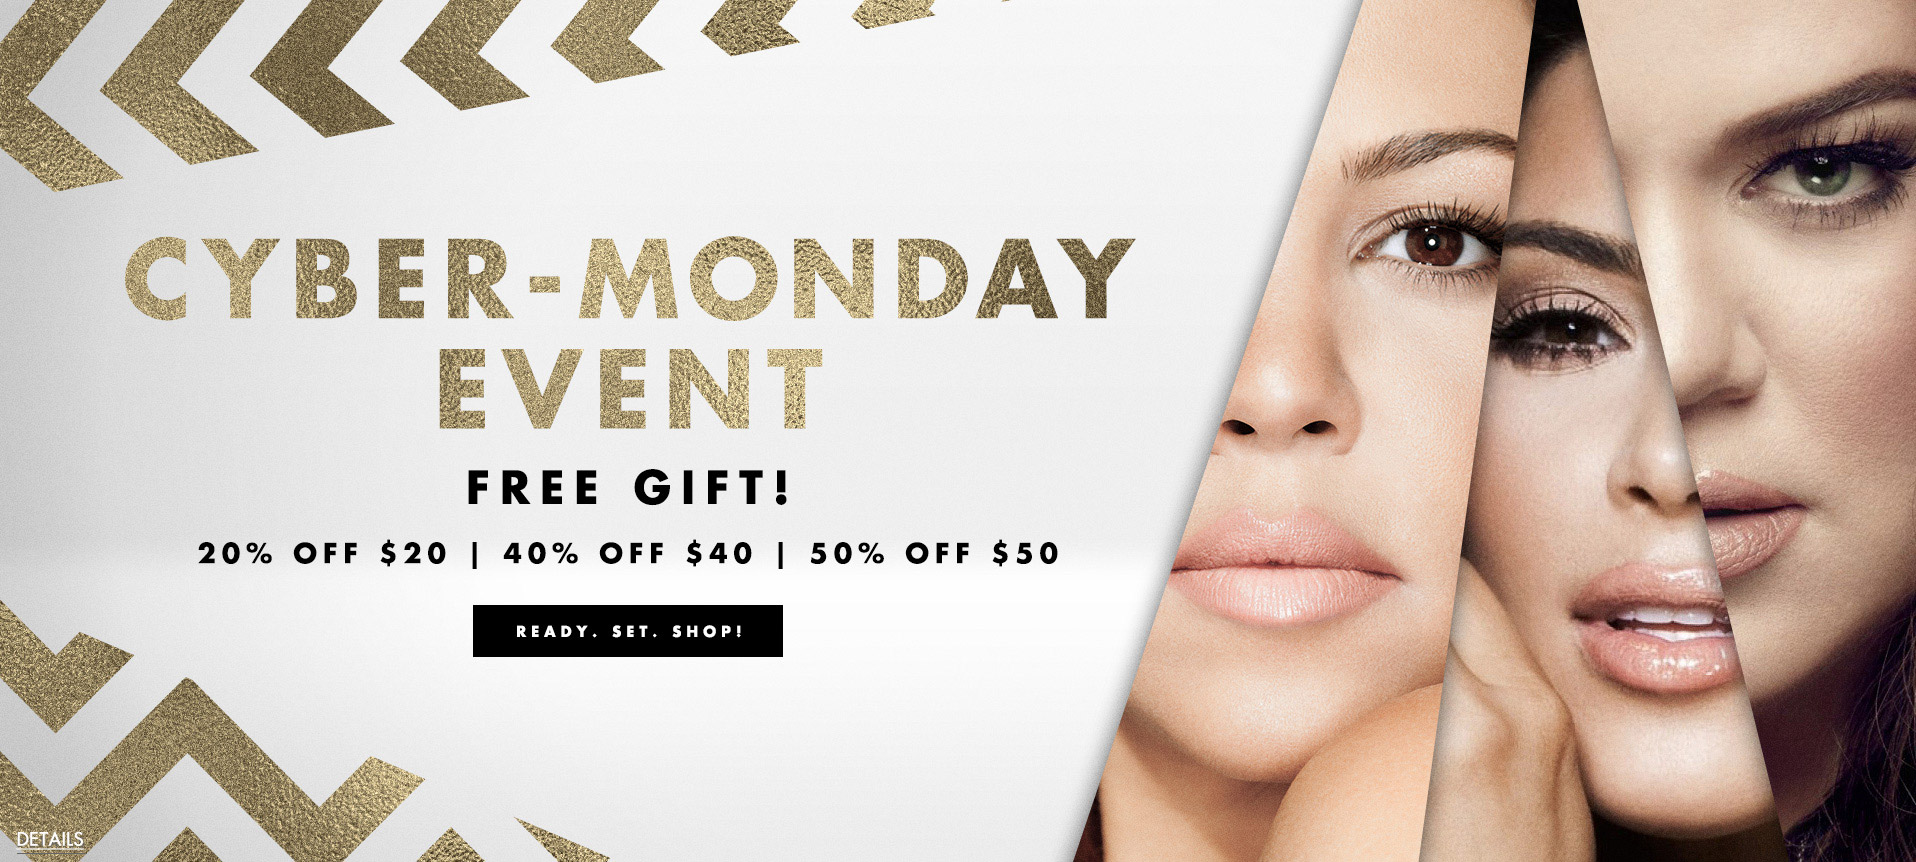 CYBER-MONDAY
EVENT
FREE GIFT!
20% OFF $20 | 40% OFF $40 | 50% OFF $50
READY. SET. SHOP!
DETAILS